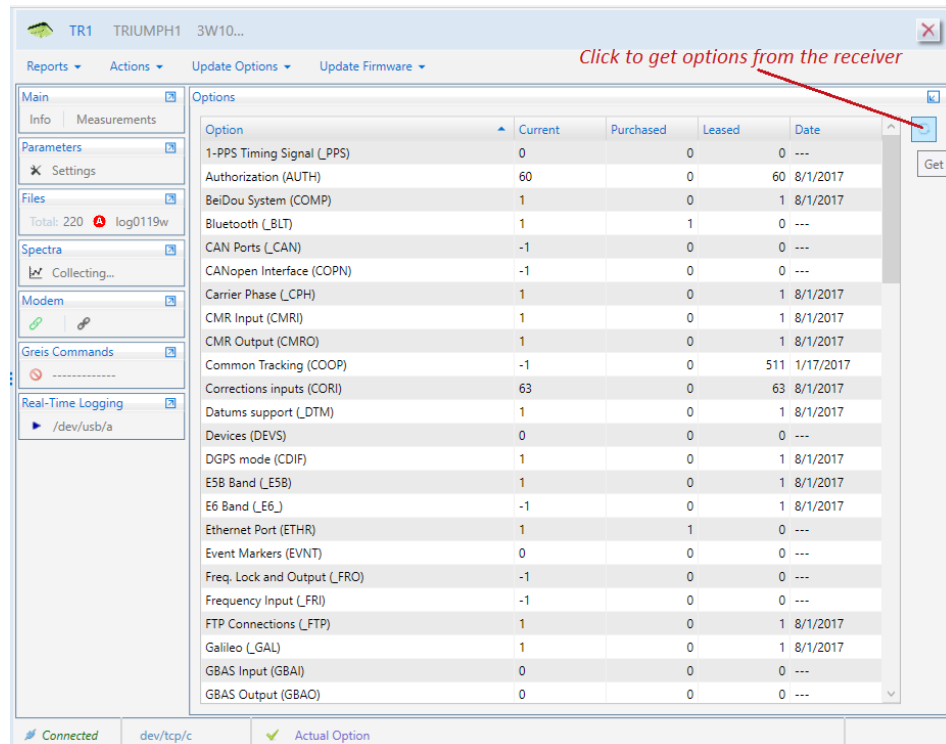 TR1 TRIUMPH1 3W10...
Click to get options from the receiver
Reports Actions Update Options Update Firmware
Main
Info Measurements
Parameters
Settings
Files
Total: 220 A log0119w
Spectra
Collecting...
Modem
Greis Commands
-------------
Real-Time Logging
/dev/usb/a
Options
Option Current Purchased Leased Date
1-PPS Timing Signal (_PPS) 0 0 0 ---
Authorization (AUTH) 60 0 60 8/1/2017
BeiDou System (COMP) 1 0 1 8/1/2017
Bluetooth (_BLT) 1 1 0 ---
CAN Ports (_CAN) -1 0 0 ---
CANopen Interface (COPN) -1 0 0 ---
Carrier Phase (_CPH) 1 0 1 8/1/2017
CMR Input (CMRI) 1 0 1 8/1/2017
CMR Output (CMRO) 1 0 1 8/1/2017
Common Tracking (COOP) -1 0 511 1/17/2017
Corrections inputs (CORI) 63 0 63 8/1/2017
Datums support (_DTM) 1 0 1 8/1/2017
Devices (DEVS) 0 0 0 ---
DGPS mode (CDIF) 1 0 1 8/1/2017
E5B Band (_E5B) 1 0 1 8/1/2017
E6 Band (_E6_) -1 0 1 8/1/2017
Ethernet Port (ETHR) 1 1 0 ---
Event Markers (EVNT) 0 0 0 ---
Freq. Lock and Output (_FRO) -1 0 0 ---
Frequency Input (_FRI) -1 0 0 ---
FTP Connections (_FTP) 1 0 1 8/1/2017
Galileo (_GAL) 1 0 1 8/1/2017
GBAS Input (GBAI) 0 0 0 ---
GBAS Output (GBAO) 0 0 0 ---
Get
Connected dev/tcp/c Actual Option